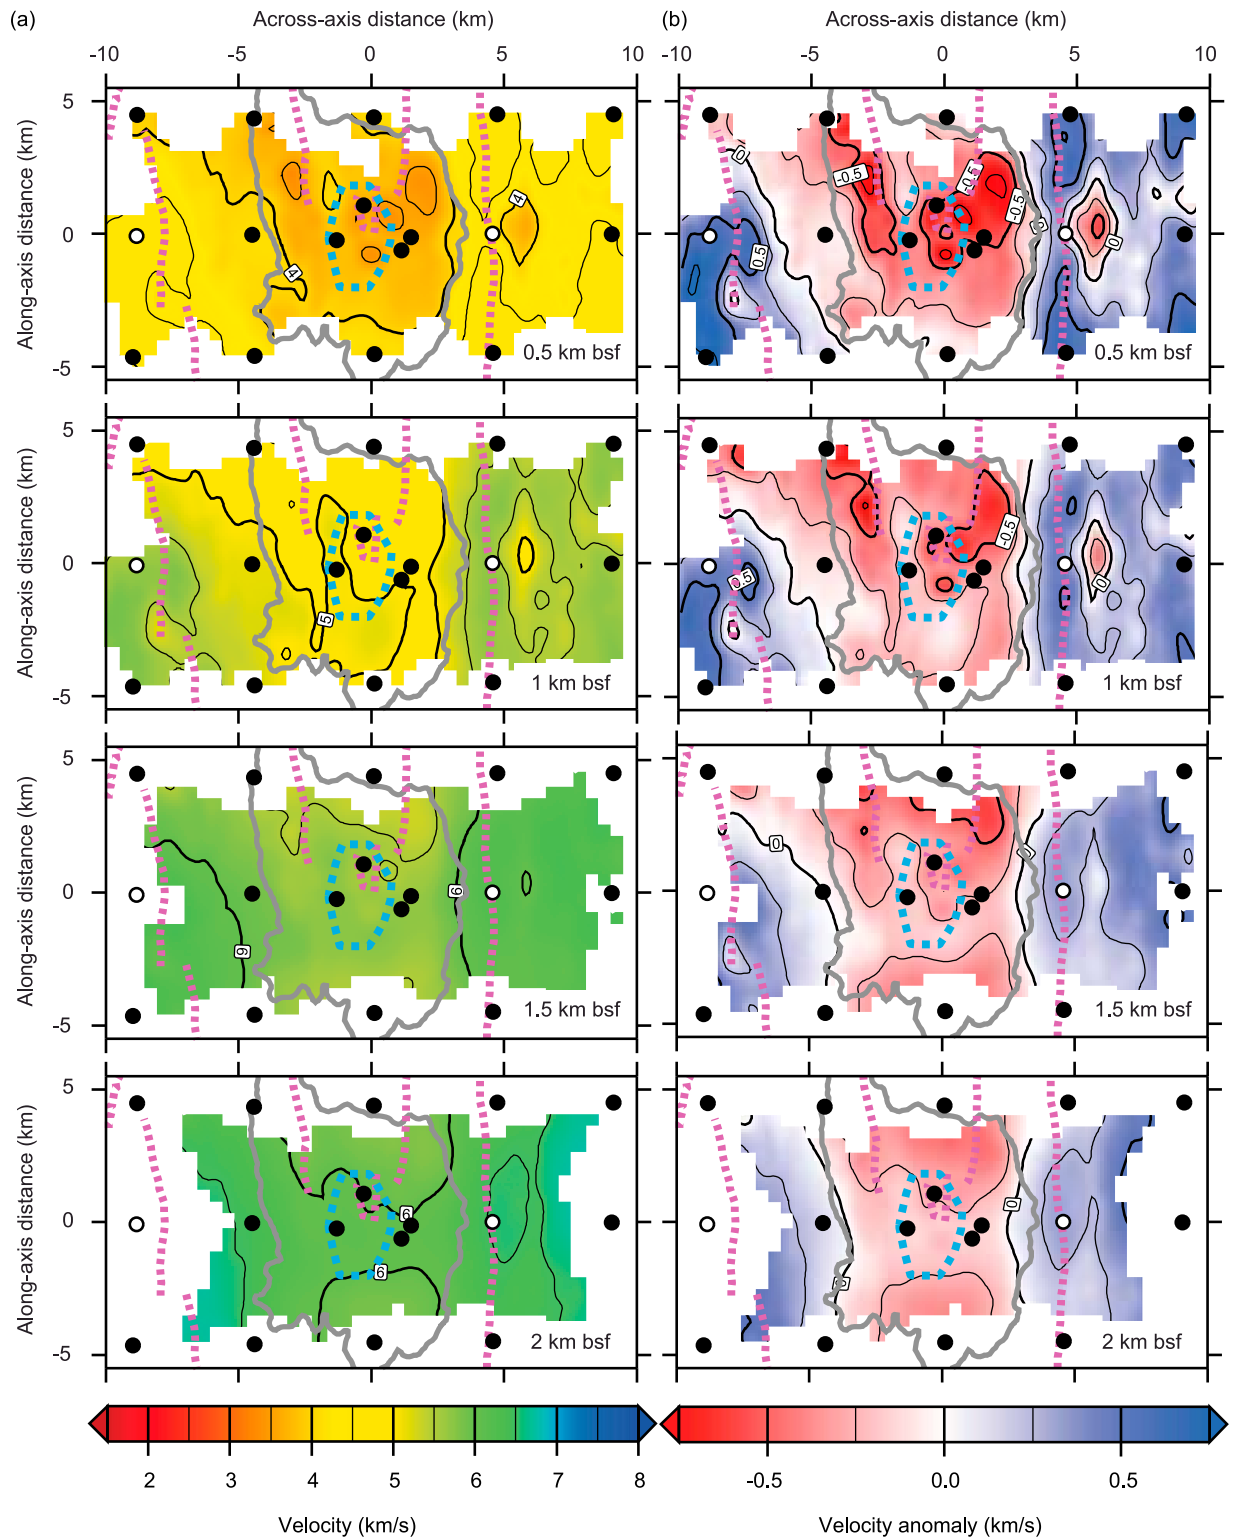 (a) Across-axis distance (km) (b) Across-axis distance (km)
-10 -5 0 5 10 -10 -5 0 5 10
Along-axis distance (km)
5
0
-5
4
4
0.5 km bsf
0
0.5
-0.5
-0.5
-0.5
0
0
0.5 km bsf
Along-axis distance (km)
5
0
-5
5
1 km bsf
0.5
-0.5
0
1 km bsf
Along-axis distance (km)
5
0
-5
6
6
1.5 km bsf
0
0
1.5 km bsf
Along-axis distance (km)
5
0
-5
6
6
2 km bsf
0
0
2 km bsf
2 3 4 5 6 7 8
Velocity (km/s)
-0.5 0.0 0.5
Velocity anomaly (km/s)